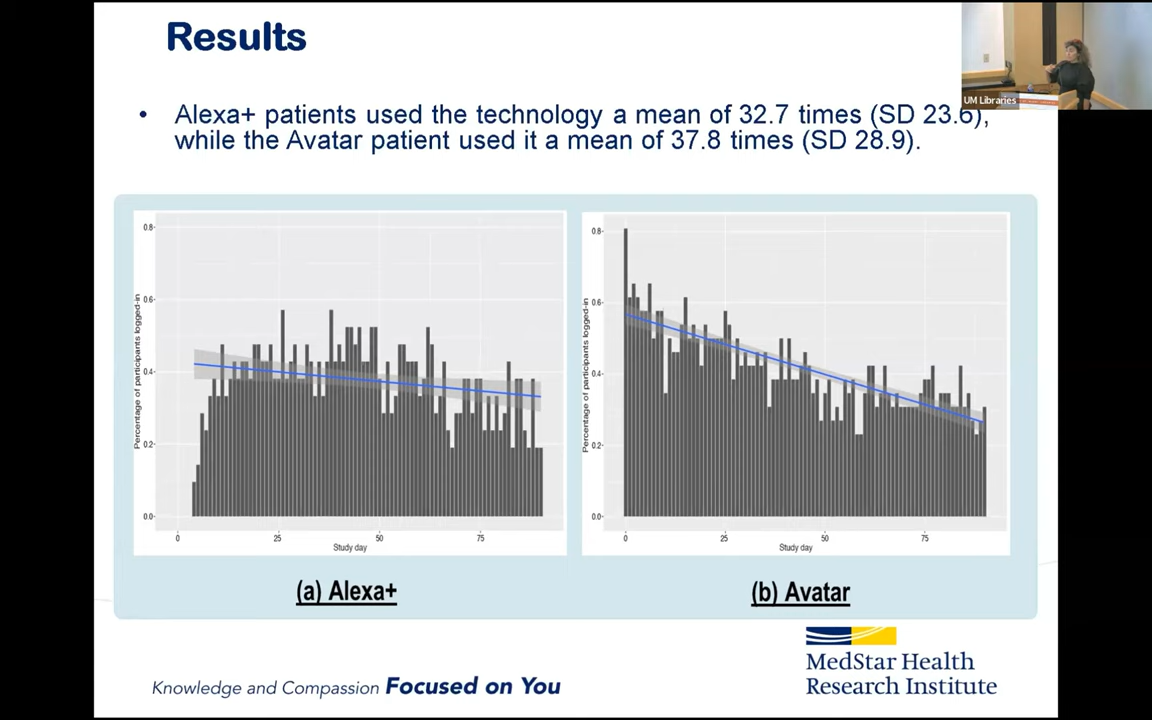 Results
UM Libraries
• Alexa+ patients used the technology a mean of 32.7 times (SD 23.6),
while the Avatar patient used it a mean of 37.8 times (SD 28.9).
Percentage of participants logged-in
0.8
0.6
0.4
0.2
0.0
0 25 50 75
Study day
(a) Alexa+
Percentage of participants logged-in
0.8
0.6
0.4
0.2
0.0
0 25 50 75
Study day
(b) Avatar
Knowledge and Compassion Focused on You
MedStar Health
Research Institute